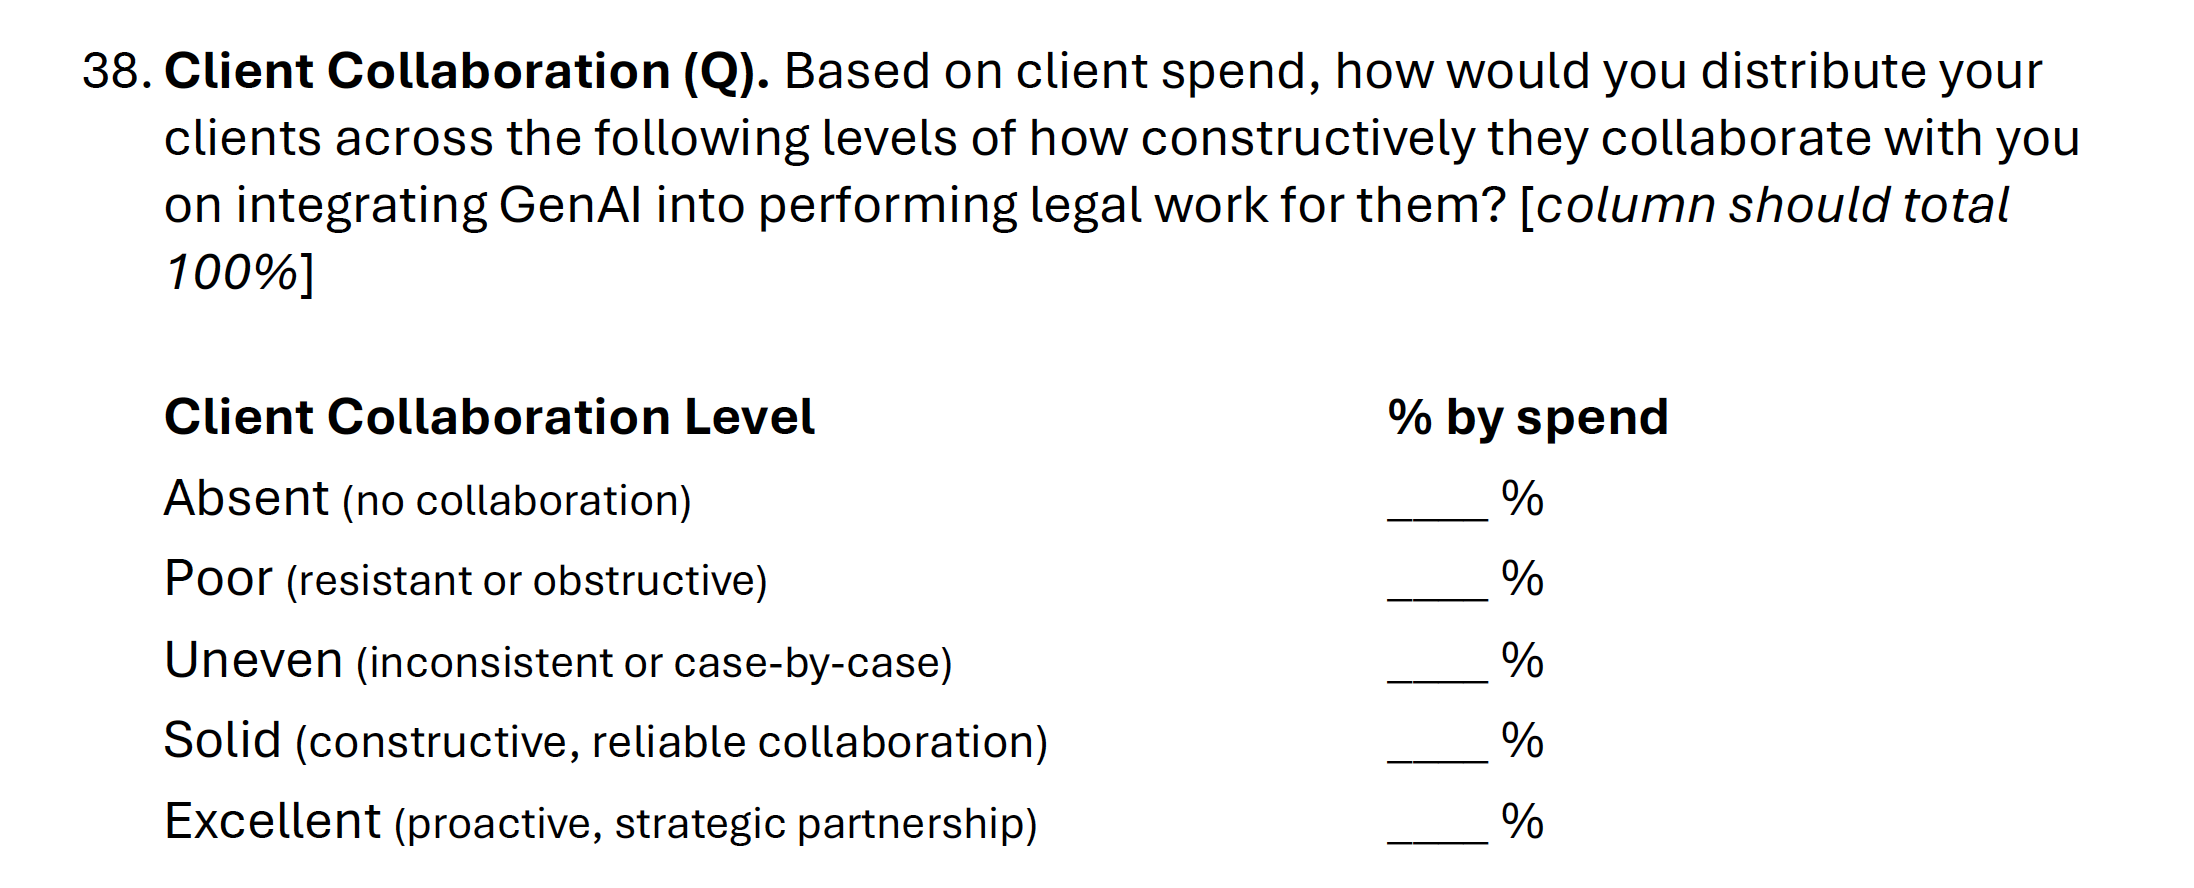 38. Client Collaboration (Q). Based on client spend, how would you distribute your
clients across the following levels of how constructively they collaborate with you
on integrating GenAI into performing legal work for them? [column should total
100%]
Client Collaboration Level % by spend
Absent (no collaboration) ____ %
Poor (resistant or obstructive) ____ %
Uneven (inconsistent or case-by-case) ____ %
Solid (constructive, reliable collaboration) ____ %
Excellent (proactive, strategic partnership) ____ %